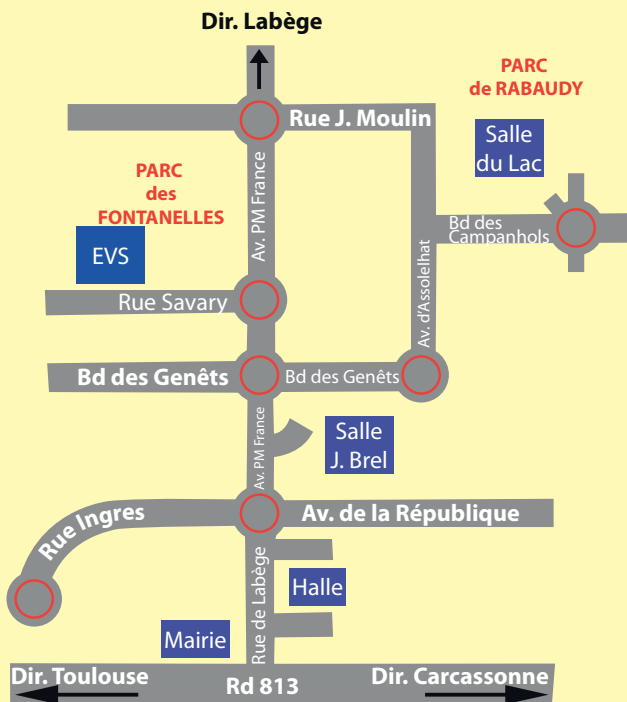 Dir. Labège
PARC
de RABAUDY
Rue J. Moulin
Salle
du Lac
PARC
des
FONTANELLES
Av. PM France
Bd des
Campanhols
EVS
Av. d'Assolelhat
Rue Savary
Bd des Genêts
Bd des Genêts
Av. PM France
Salle
J. Brel
Rue Ingres
Av. de la République
Rue de Labège
Halle
Mairie
Dir. Toulouse
Rd 813
Dir. Carcassonne